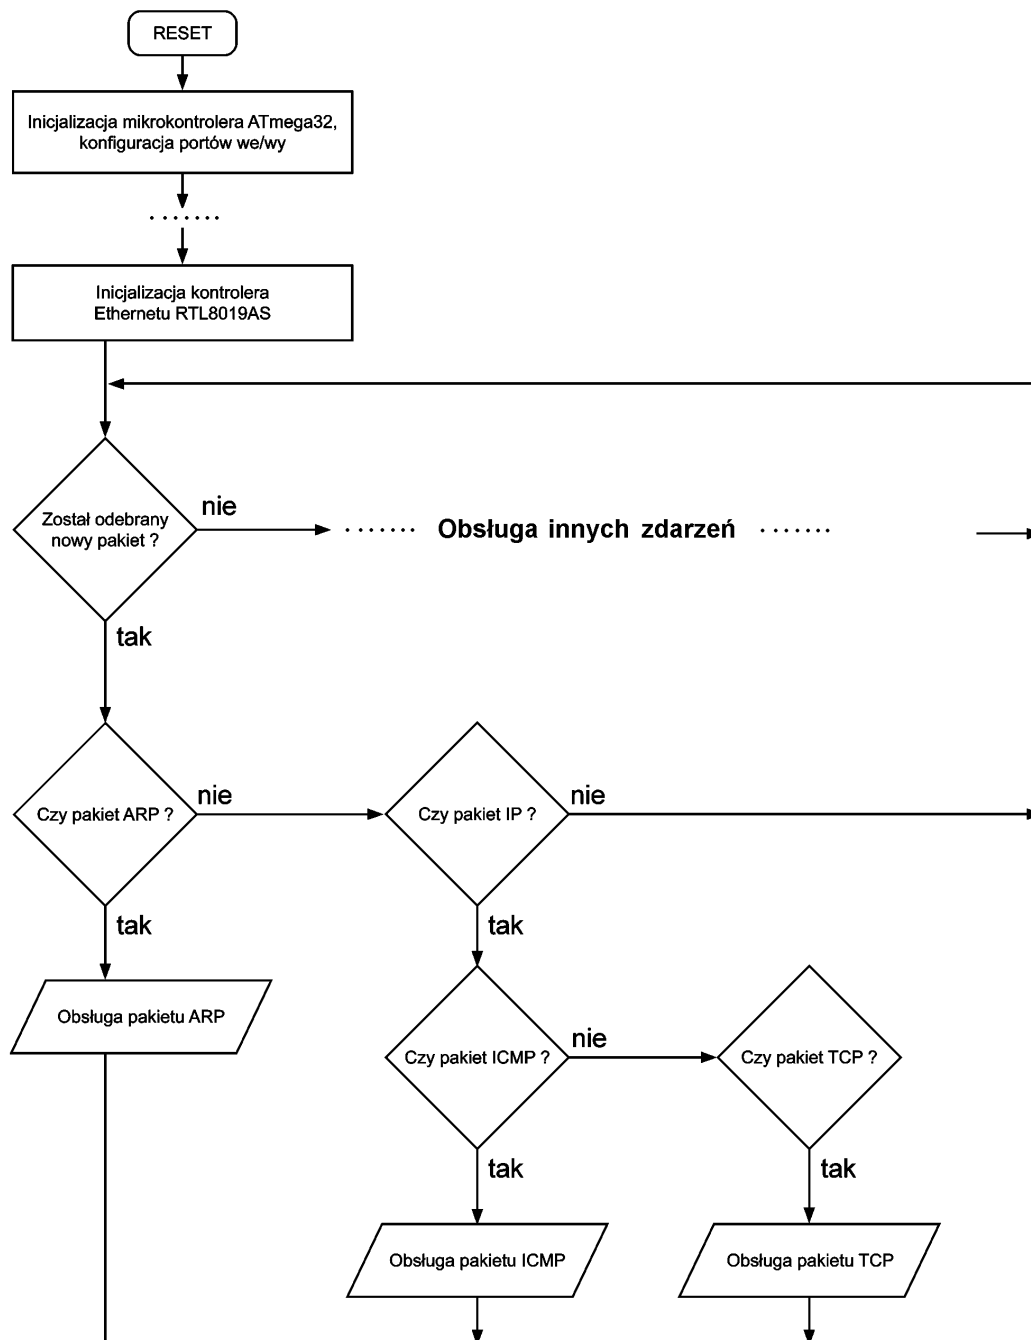 RESET
Inicjalizacja mikrokontrolera ATmega32,
konfiguracja portów we/wy
.......
Inicjalizacja kontrolera
Ethernetu RTL8019AS
Został odebrany
nowy pakiet ?
nie
....... Obsługa innych zdarzeń .......
tak
Czy pakiet ARP ?
nie
Czy pakiet IP ?
nie
tak
tak
Obsługa pakietu ARP
Czy pakiet ICMP ?
nie
Czy pakiet TCP ?
tak
tak
Obsługa pakietu ICMP
Obsługa pakietu TCP